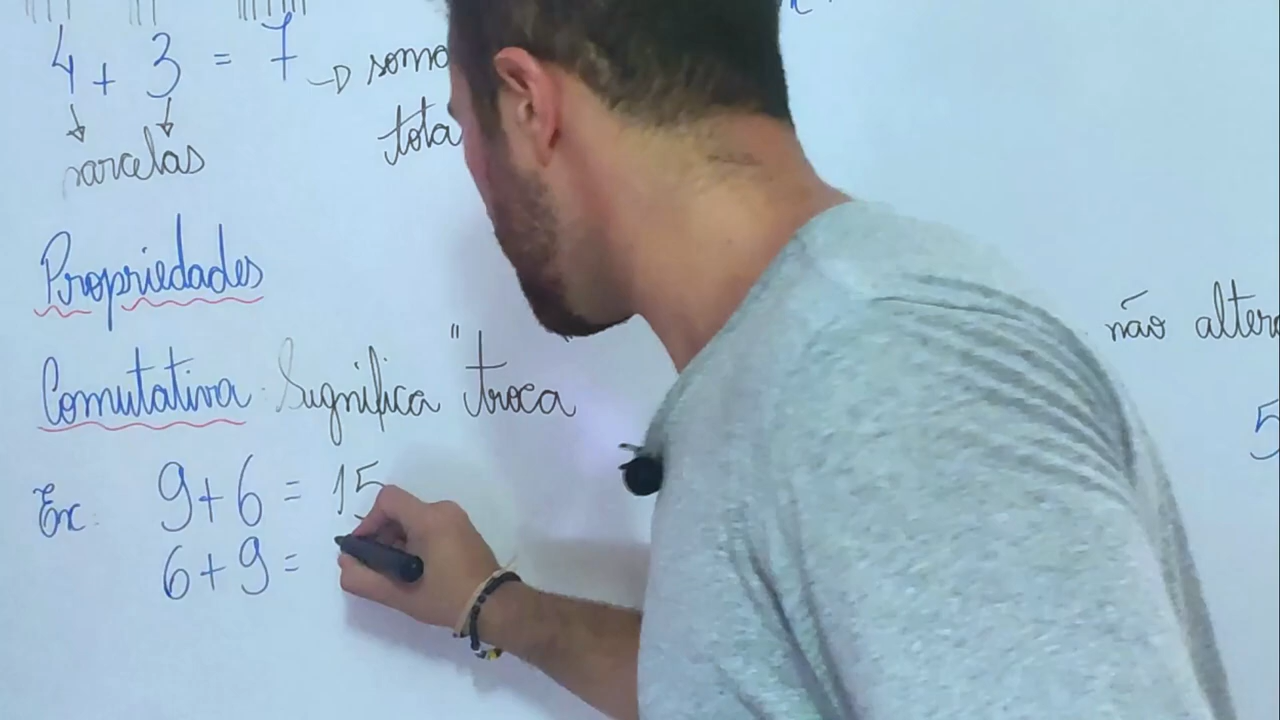 4 + 3 = 7 → soma
tota
parcelas
Propriedades
Comutativa: Significa "troca"
não altera
5
Ex: 9+6 = 15
6+9 =